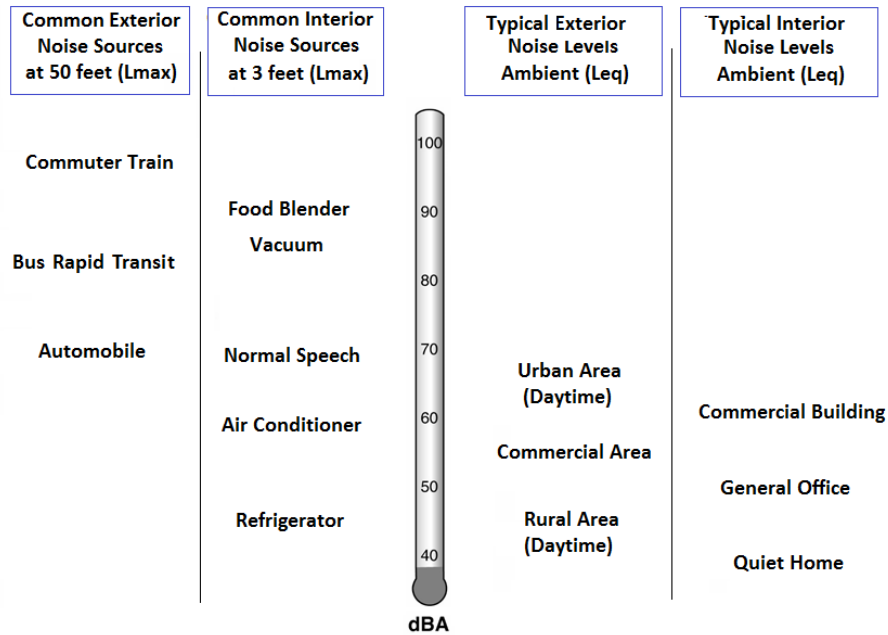 Common Exterior
Noise Sources
at 50 feet (Lmax)
Common Interior
Noise Sources
at 3 feet (Lmax)
Typical Exterior
Noise Levels
Ambient (Leq)
Typical Interior
Noise Levels
Ambient (Leq)
Commuter Train
Bus Rapid Transit
Automobile
Food Blender
Vacuum
Normal Speech
Air Conditioner
Refrigerator
100
90
80
70
60
50
40
dBA
Urban Area
(Daytime)
Commercial Area
Rural Area
(Daytime)
Commercial Building
General Office
Quiet Home